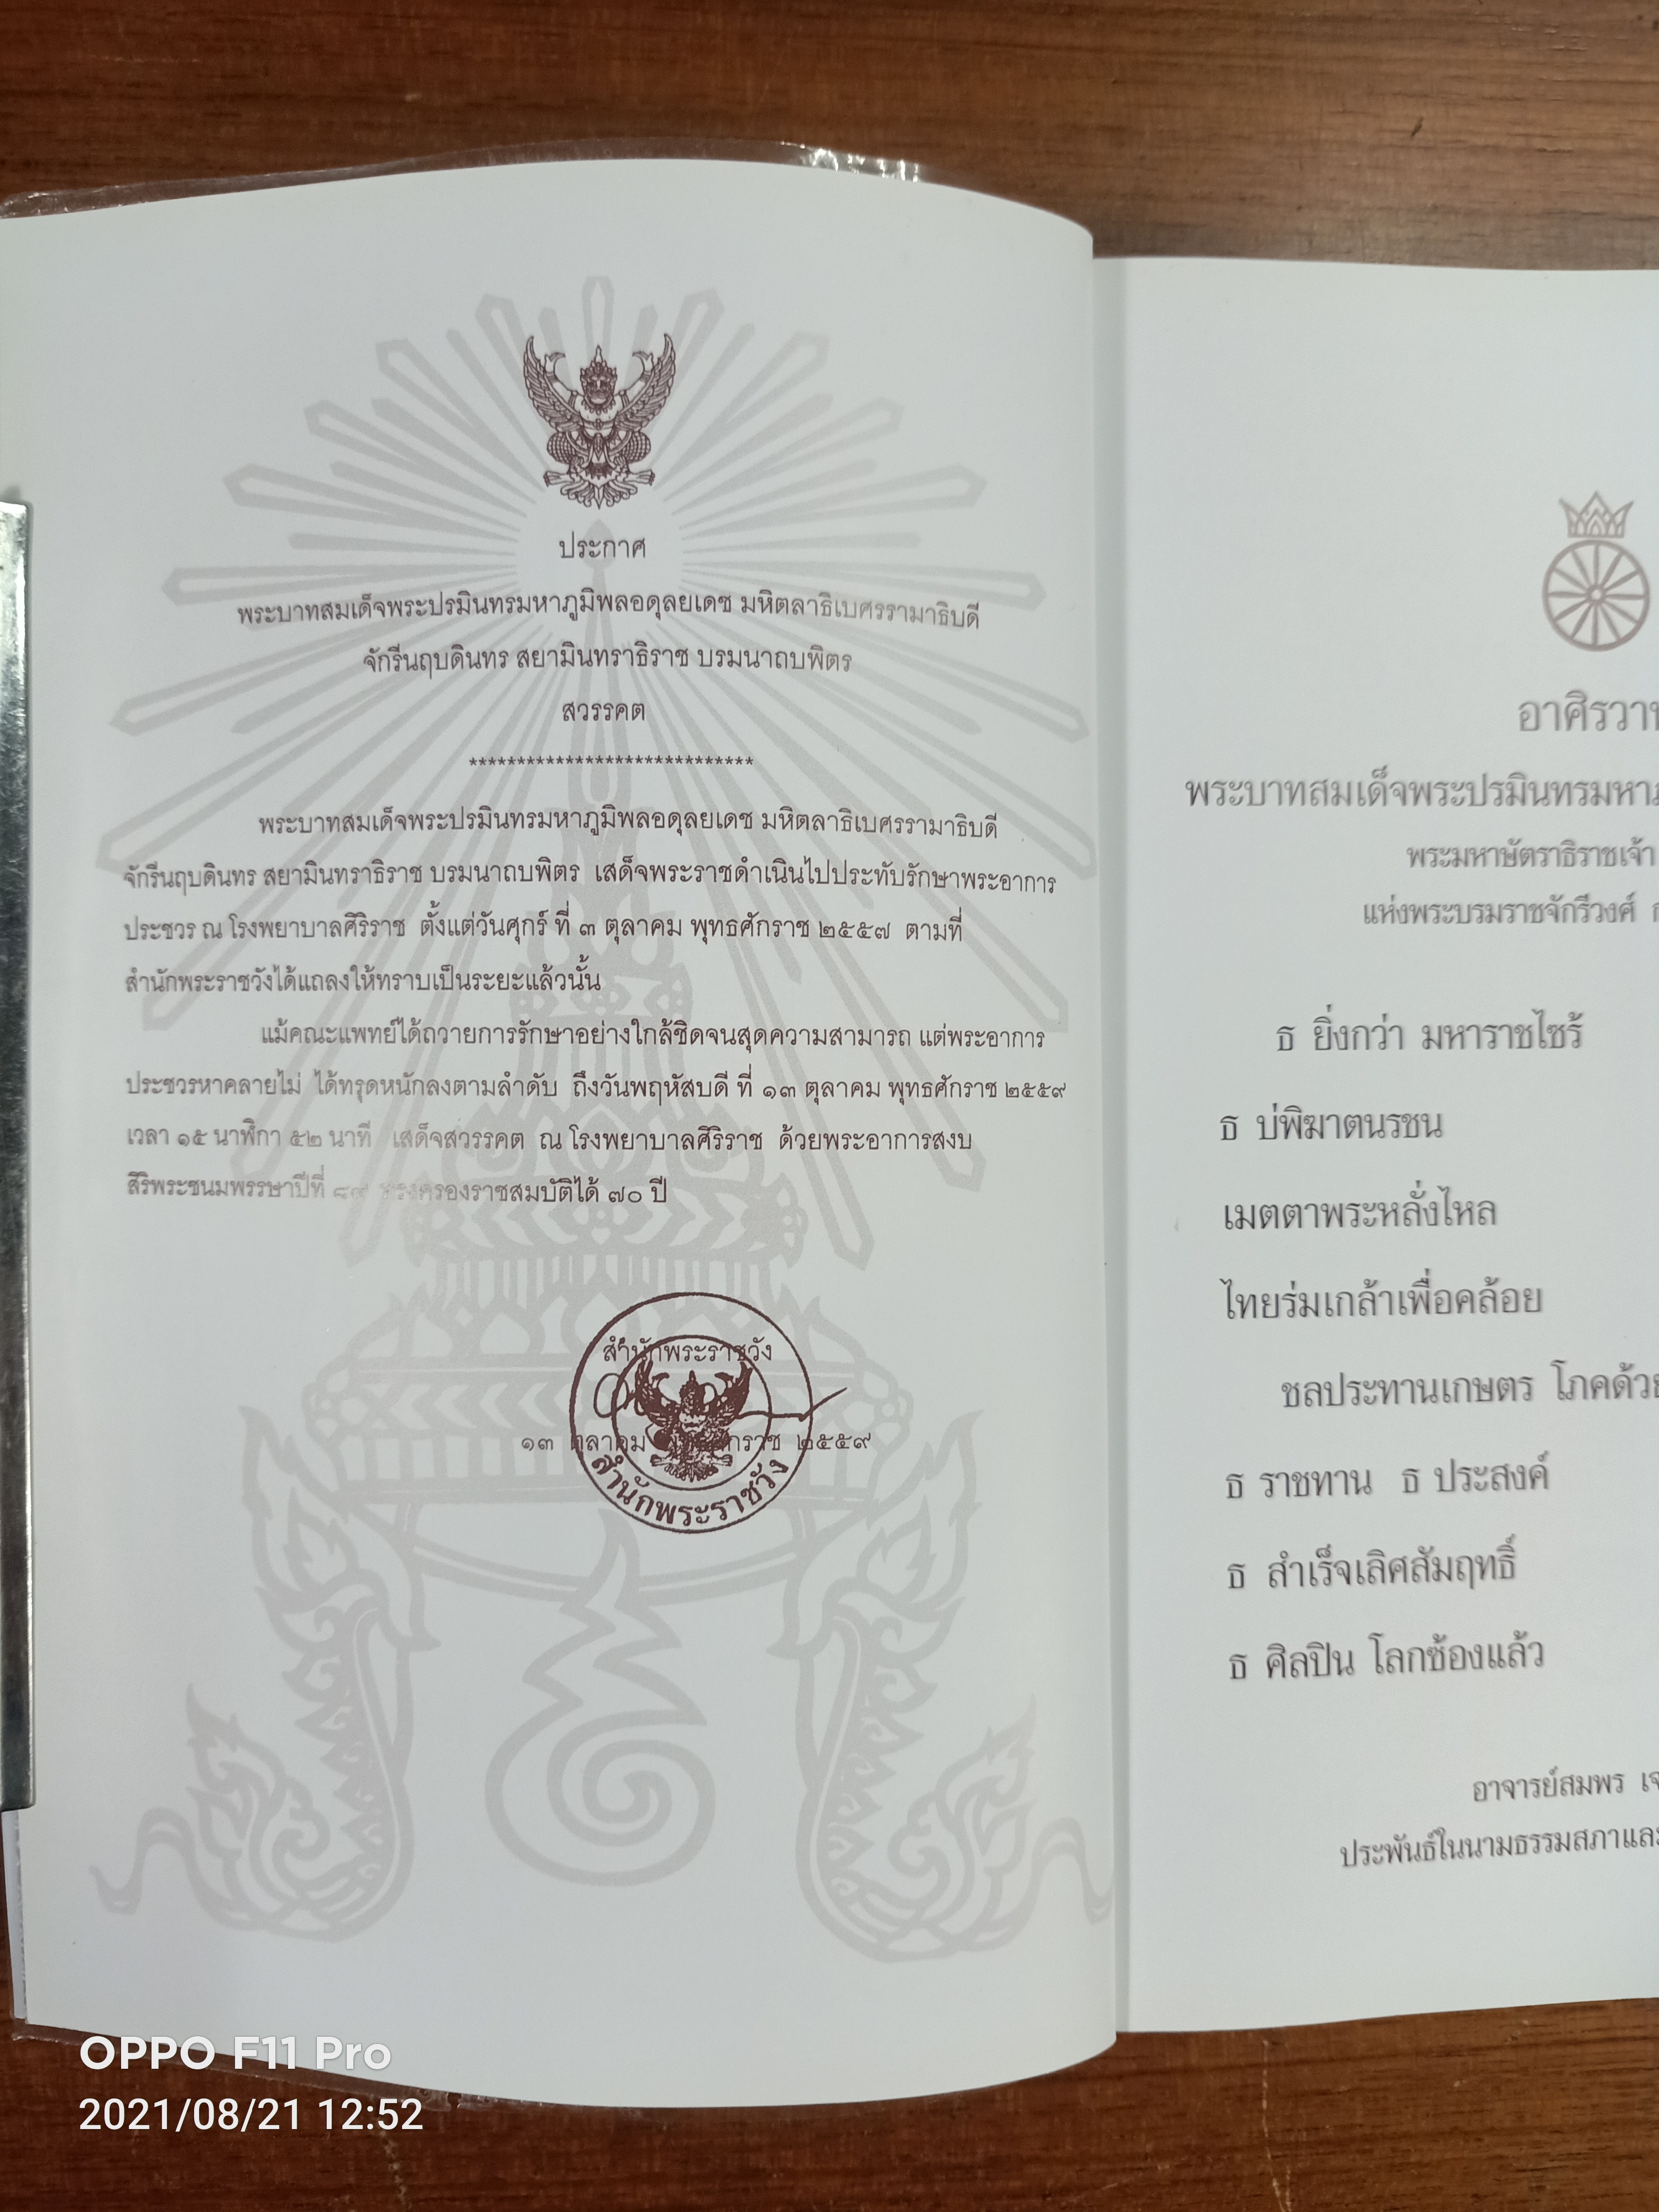 ประกาศ
พระบาทสมเด็จพระปรมินทรมหาภูมิพลอดุลยเดช มหิตลาธิเบศรรามาธิบดี
จักรีนฤบดินทร สยามินทราธิราช บรมนาถบพิตร
สวรรคต
******************************
พระบาทสมเด็จพระปรมินทรมหาภูมิพลอดุลยเดช มหิตลาธิเบศรรามาธิบดี
จักรีนฤบดินทร สยามินทราธิราช บรมนาถบพิตร เสด็จพระราชดำเนินไปประทับรักษาพระอาการ
ประชวร ณ โรงพยาบาลศิริราช ตั้งแต่วันศุกร์ ที่ ๓ ตุลาคม พุทธศักราช ๒๕๕๗ ตามที่
สำนักพระราชวังได้แถลงให้ทราบเป็นระยะแล้วนั้น
แม้คณะแพทย์ได้ถวายการรักษาอย่างใกล้ชิดจนสุดความสามารถ แต่พระอาการ
ประชวรหาคลายไม่ ได้ทรุดหนักลงตามลำดับ ถึงวันพฤหัสบดี ที่ ๑๓ ตุลาคม พุทธศักราช ๒๕๕๙
เวลา ๑๕ นาฬิกา ๕๒ นาที เสด็จสวรรคต ณ โรงพยาบาลศิริราช ด้วยพระอาการสงบ
สิริพระชนมพรรษาปีที่ ๘๙ ทรงครองราชสมบัติได้ ๗๐ ปี
สำนักพระราชวัง
๑๓ ตุลาคม พุทธศักราช ๒๕๕๙
สำนักพระราชวัง
อาศิรวาท
พระบาทสมเด็จพระปรมินทรมหา
พระมหาษัตราธิราชเจ้า
แห่งพระบรมราชจักรีวงศ์
ธ ยิ่งกว่า มหาราชไซร้
ธ บ่พิฆาตนรชน
เมตตาพระหลั่งไหล
ไทยร่มเกล้าเพื่อคล้อย
ชลประทานเกษตร โภคด้วย
ธ ราชทาน ธ ประสงค์
ธ สำเร็จเลิศสัมฤทธิ์
ธ ศิลปิน โลกซ้องแล้ว
อาจารย์สมพร
ประพันธ์ในนามธรรมสภาและ
OPPO F11 Pro
2021/08/21 12:52